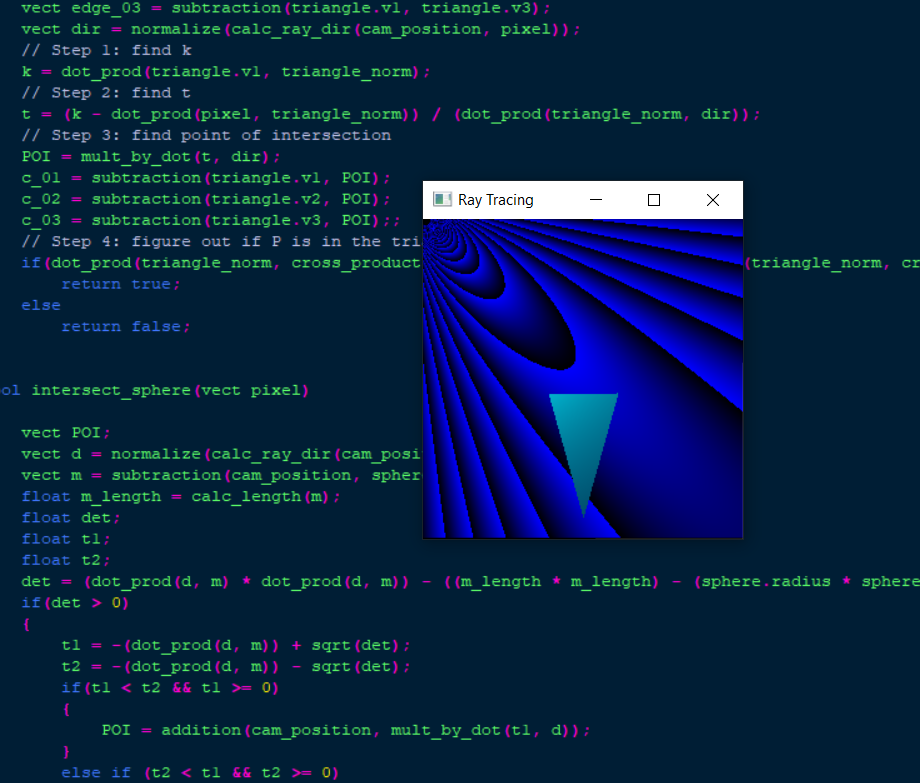 vect edge_03 = subtraction(triangle.v1, triangle.v3);
vect dir = normalize(calc_ray_dir(cam_position, pixel));
// Step 1: find k
k = dot_prod(triangle.v1, triangle_norm);
// Step 2: find t
t = (k - dot_prod(pixel, triangle_norm)) / (dot_prod(triangle_norm, dir));
// Step 3: find point of intersection
POI = mult_by_dot(t, dir);
c_01 = subtraction(triangle.v1, POI);
c_02 = subtraction(triangle.v2, POI);
c_03 = subtraction(triangle.v3, POI);;
Ray Tracing
// Step 4: figure out if P is in the tri
if(dot_prod(triangle_norm, cross_product (triangle_norm, cr
return true;
else
return false;
ol intersect_sphere(vect pixel)
vect POI;
vect d = normalize(calc_ray_dir(cam_posi
vect m = subtraction(cam_position, spher
float m_length = calc_length(m);
float det;
float t1;
float t2;
det = (dot_prod(d, m) * dot_prod(d, m)) - ((m_length * m_length) - (sphere.radius * sphere
if(det > 0)
{
t1 = -(dot_prod(d, m)) + sqrt(det);
t2 = -(dot_prod(d, m)) - sqrt(det);
if(t1 < t2 && t1 >= 0)
{
POI = addition(cam_position, mult_by_dot(t1, d));
}
else if (t2 < t1 && t2 >= 0)